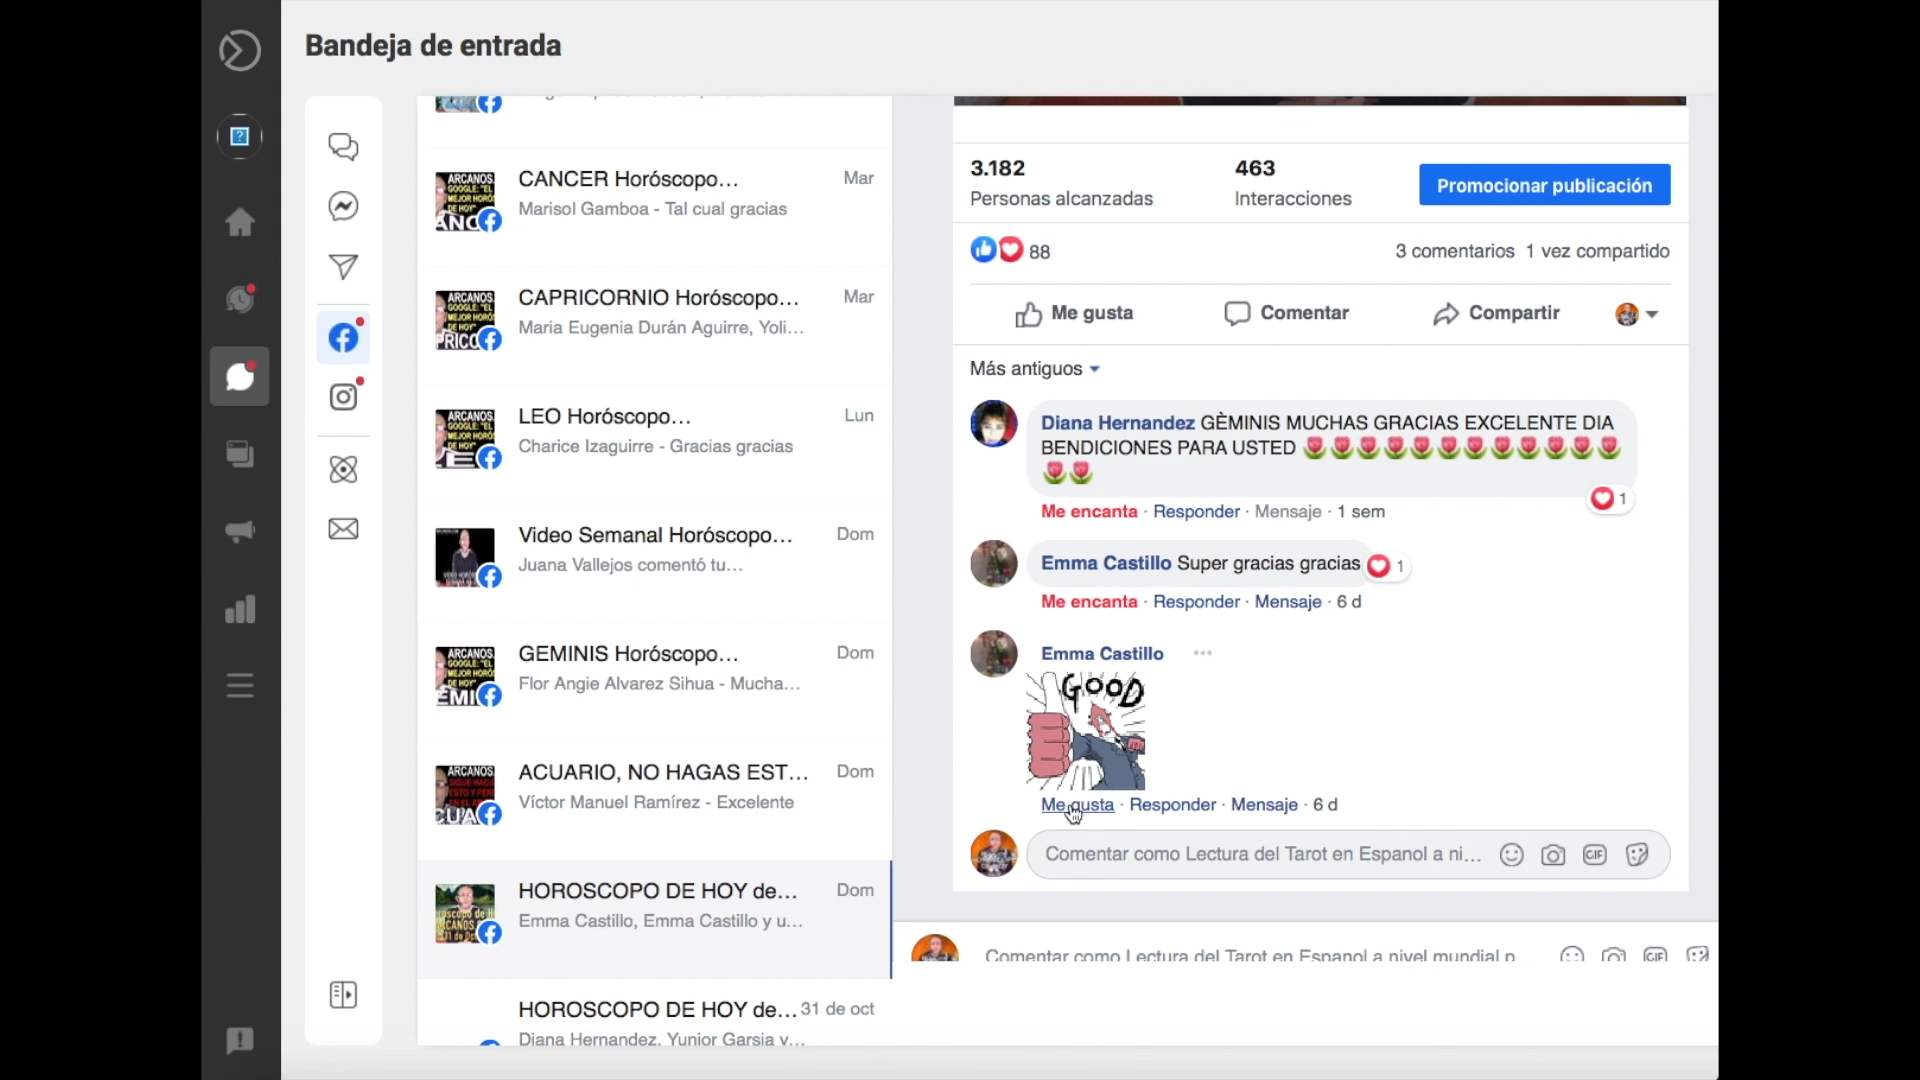 Bandeja de entrada
CANCER Horóscopo...
Mar
Marisol Gamboa - Tal cual gracias
CAPRICORNIO Horóscopo...
Mar
Maria Eugenia Durán Aguirre, Yoli...
LEO Horóscopo...
Lun
Charice Izaguirre - Gracias gracias
Video Semanal Horóscopo...
Dom
Juana Vallejos comentó tu...
GEMINIS Horóscopo...
Dom
Flor Angie Alvarez Sihua - Mucha...
ACUARIO, NO HAGAS EST...
Dom
Víctor Manuel Ramírez - Excelente
HOROSCOPO DE HOY de...
Dom
Emma Castillo, Emma Castillo y u...
HOROSCOPO DE HOY de...
31 de oct
Diana Hernandez, Yunior Garsia y...
3.182
Personas alcanzadas
463
Interacciones
Promocionar publicación
88
3 comentarios 1 vez compartido
Me gusta
Comentar
Compartir
Más antiguos
Diana Hernandez GÈMINIS MUCHAS GRACIAS EXCELENTE DIA
BENDICIONES PARA USTED
1
Me encanta · Responder · Mensaje · 1 sem
Emma Castillo Super gracias gracias
1
Me encanta · Responder · Mensaje · 6 d
Emma Castillo
GOOD
Me gusta · Responder · Mensaje · 6 d
Comentar como Lectura del Tarot en Espanol a ni...
GIF
Comentar como Lectura del Tarot en Espanol a nivel mundial p
GIF